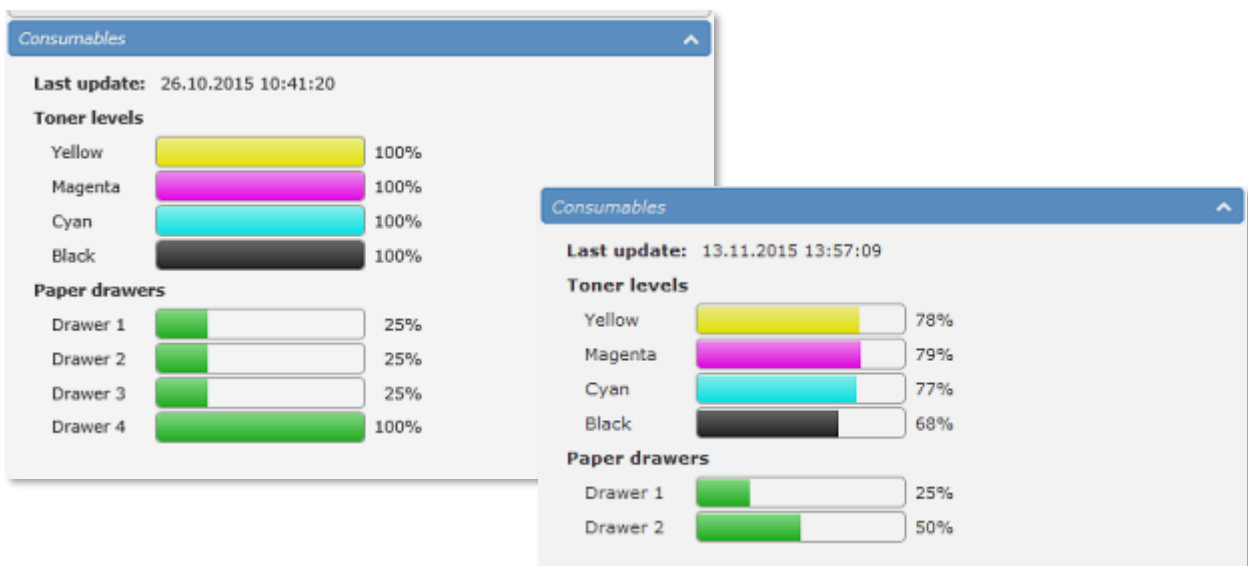 Consumables
Last update: 26.10.2015 10:41:20
Toner levels
Yellow 100%
Magenta 100%
Cyan 100%
Black 100%
Paper drawers
Drawer 1 25%
Drawer 2 25%
Drawer 3 25%
Drawer 4 100%
Consumables
Last update: 13.11.2015 13:57:09
Toner levels
Yellow 78%
Magenta 79%
Cyan 77%
Black 68%
Paper drawers
Drawer 1 25%
Drawer 2 50%